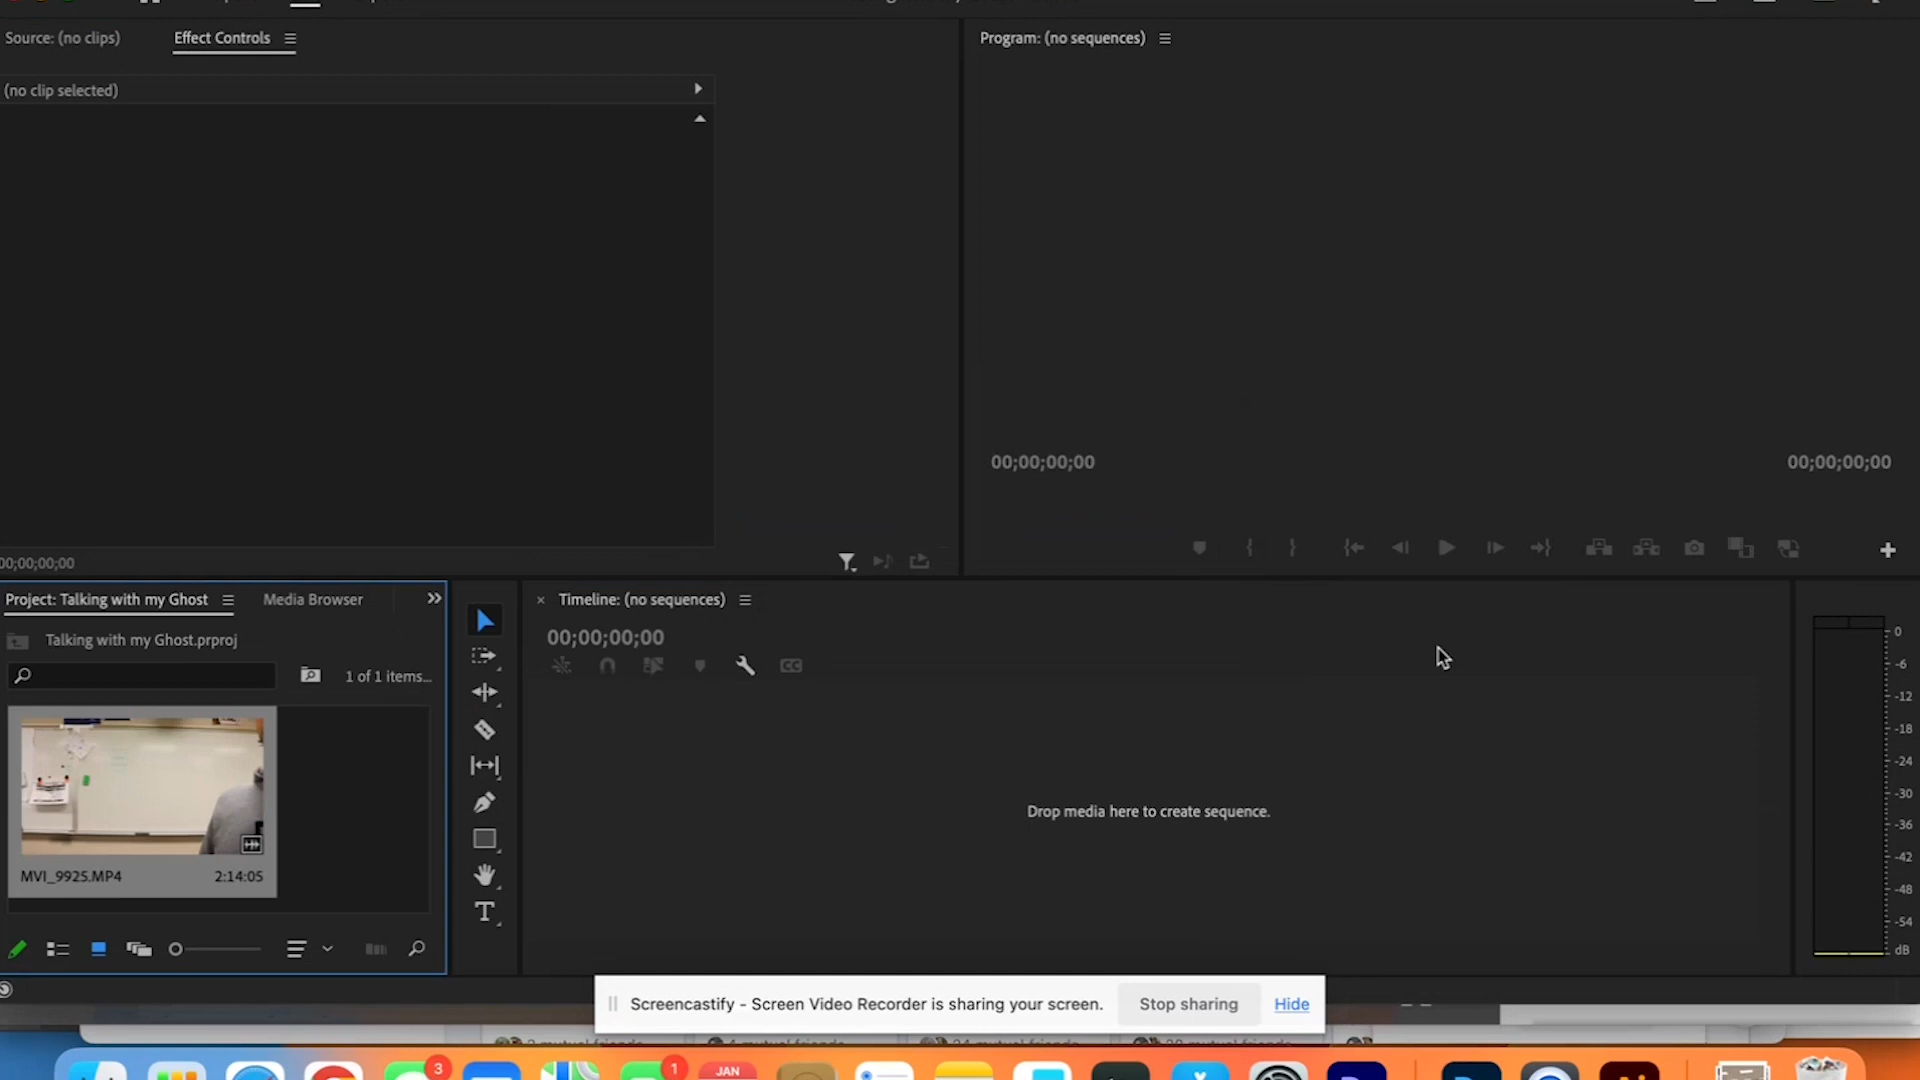 Source: (no clips)
Effect Controls
Program: (no sequences)
(no clip selected)
00;00;00;00
00;00;00;00
00;00;00;00
Project: Talking with my Ghost
Media Browser
Timeline: (no sequences)
Talking with my Ghost.prproj
00;00;00;00
1 of 1 items...
CC
Drop media here to create sequence.
MVI_9925.MP4
2:14:05
T
0
-6
-12
-18
-24
-30
-36
-42
-48
-54
dB
Screencastify - Screen Video Recorder is sharing your screen.
Stop sharing
Hide
3
1
JAN